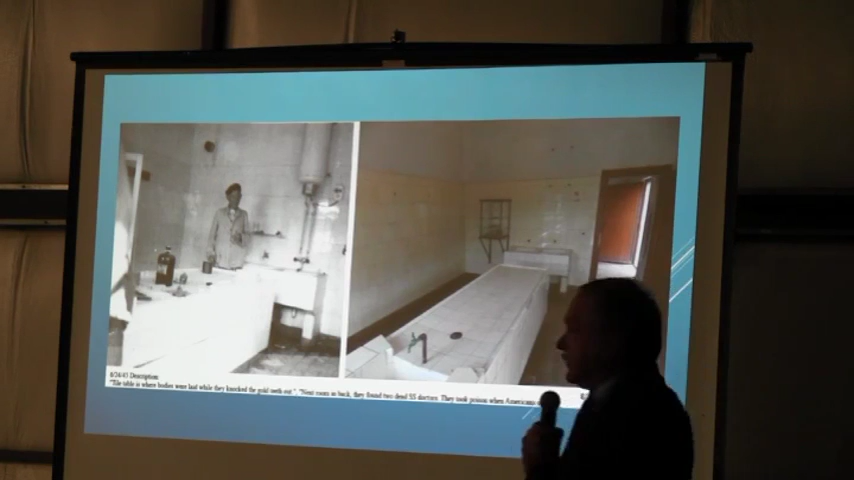 8/24/45 Description:
"Tile table is where bodies were last while they knocked the gold teeth out." "Next room in back, they found two dead SS doctors. They took poison when Americans